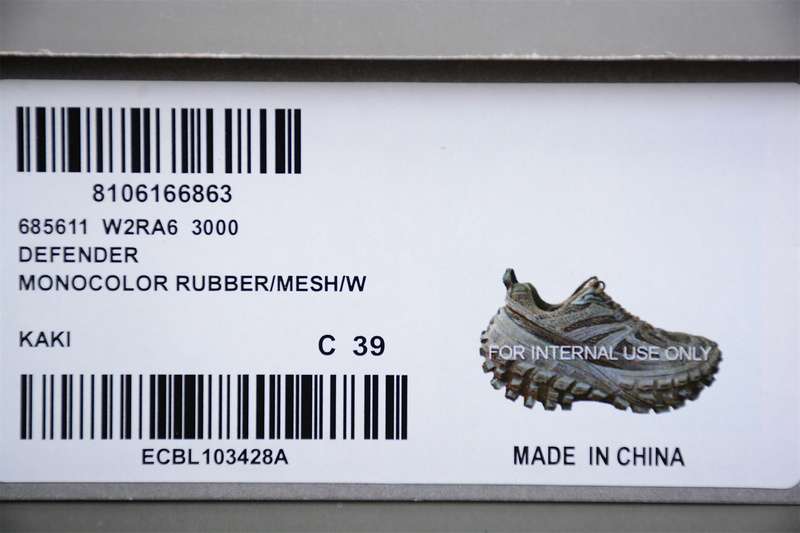 8106166863
685611 W2RA6 3000
DEFENDER
MONOCOLOR RUBBER/MESH/W
KAKI
C 39
ECBL103428A
FOR INTERNAL USE ONLY
MADE IN CHINA